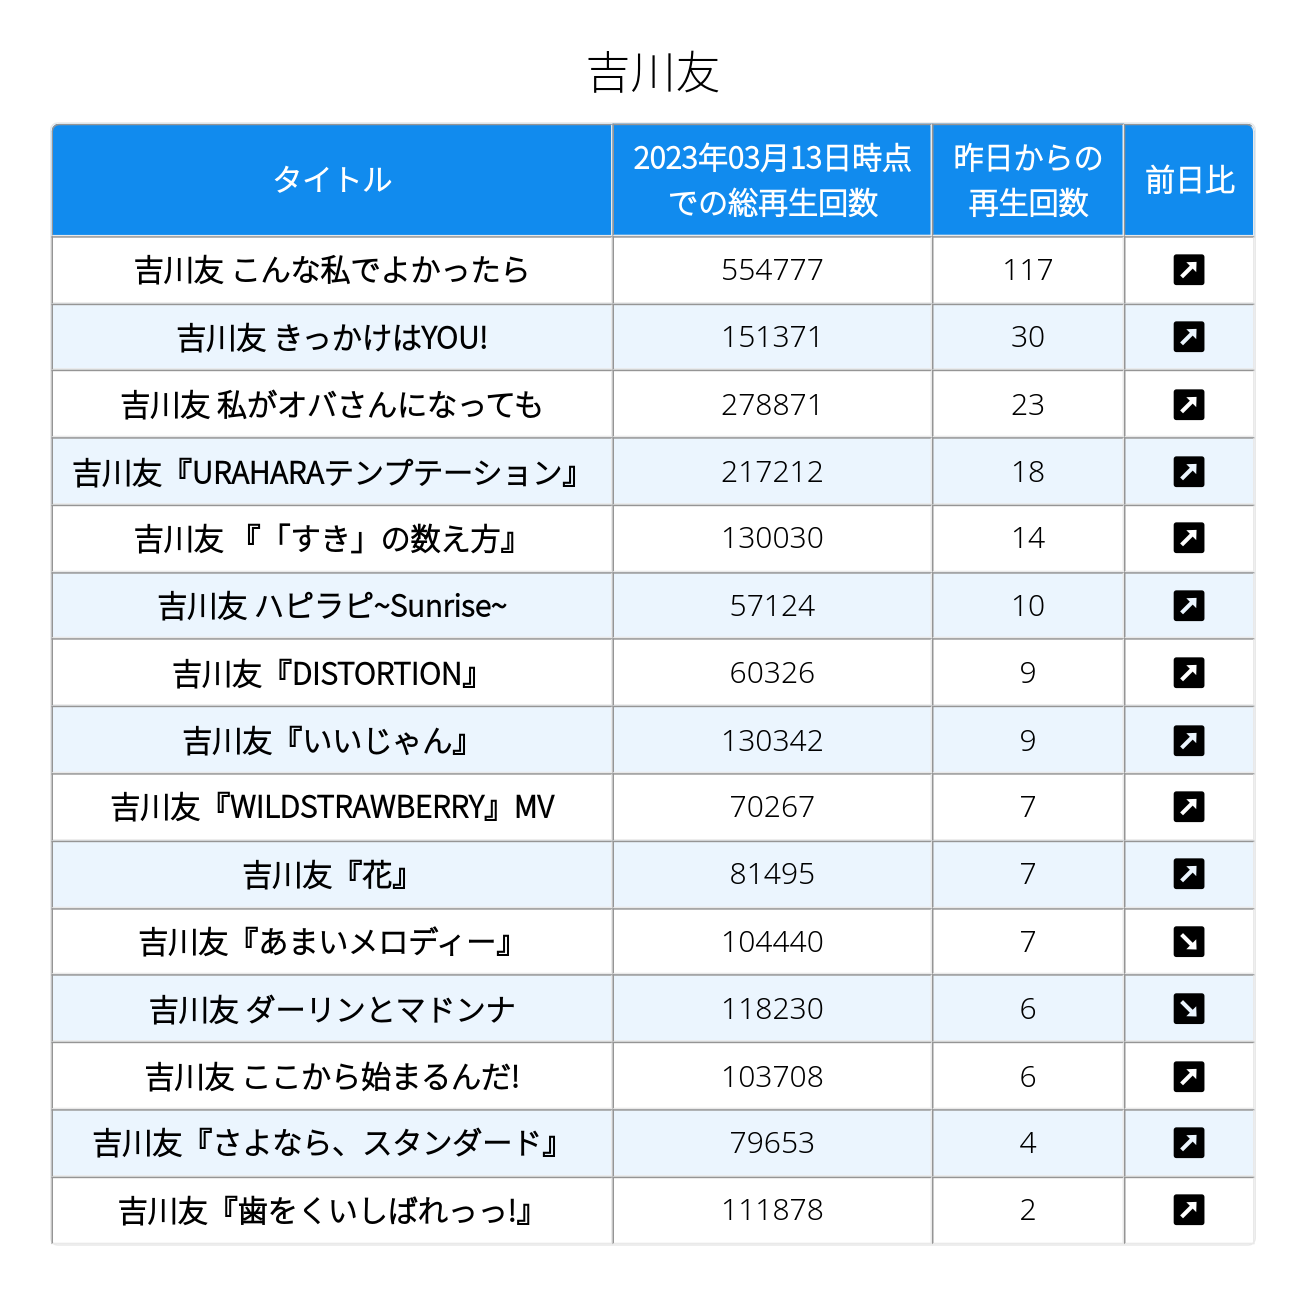 吉川友
タイトル
2023年03月13日時点
での総再生回数
昨日からの
再生回数
前日比
吉川友 こんな私でよかったら 554777 117
吉川友 きっかけはYOU! 151371 30
吉川友 私がオバさんになっても 278871 23
吉川友『URAHARAテンプテーション』 217212 18
吉川友 『「すき」の数え方』 130030 14
吉川友 ハピラピ~Sunrise~ 57124 10
吉川友『DISTORTION』 60326 9
吉川友『いいじゃん』 130342 9
吉川友『WILDSTRAWBERRY』MV 70267 7
吉川友『花』 81495 7
吉川友『あまいメロディー』 104440 7
吉川友 ダーリンとマドンナ 118230 6
吉川友 ここから始まるんだ! 103708 6
吉川友『さよなら、スタンダード』 79653 4
吉川友『歯をくいしばれっっ!』 111878 2